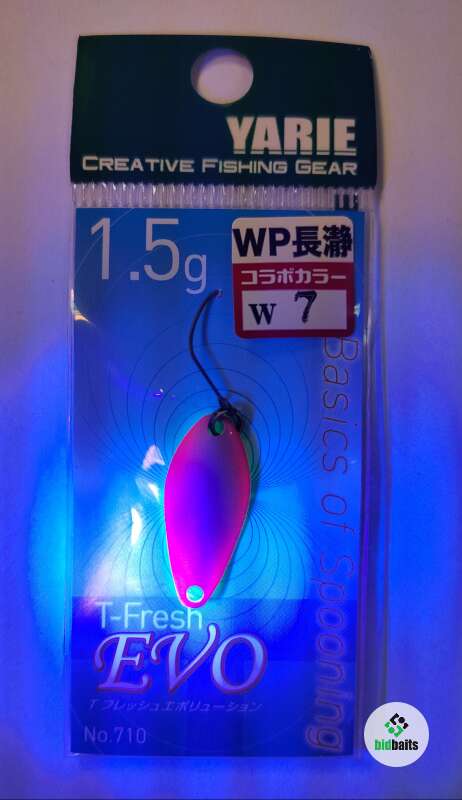 YARIE
CREATIVE FISHING GEAR
1.5g
WP長瀞
コラボカラー
W 7
Basics of Spooning
T-Fresh
EVO
T フレッシュエボリューション
No.710
bidbaits